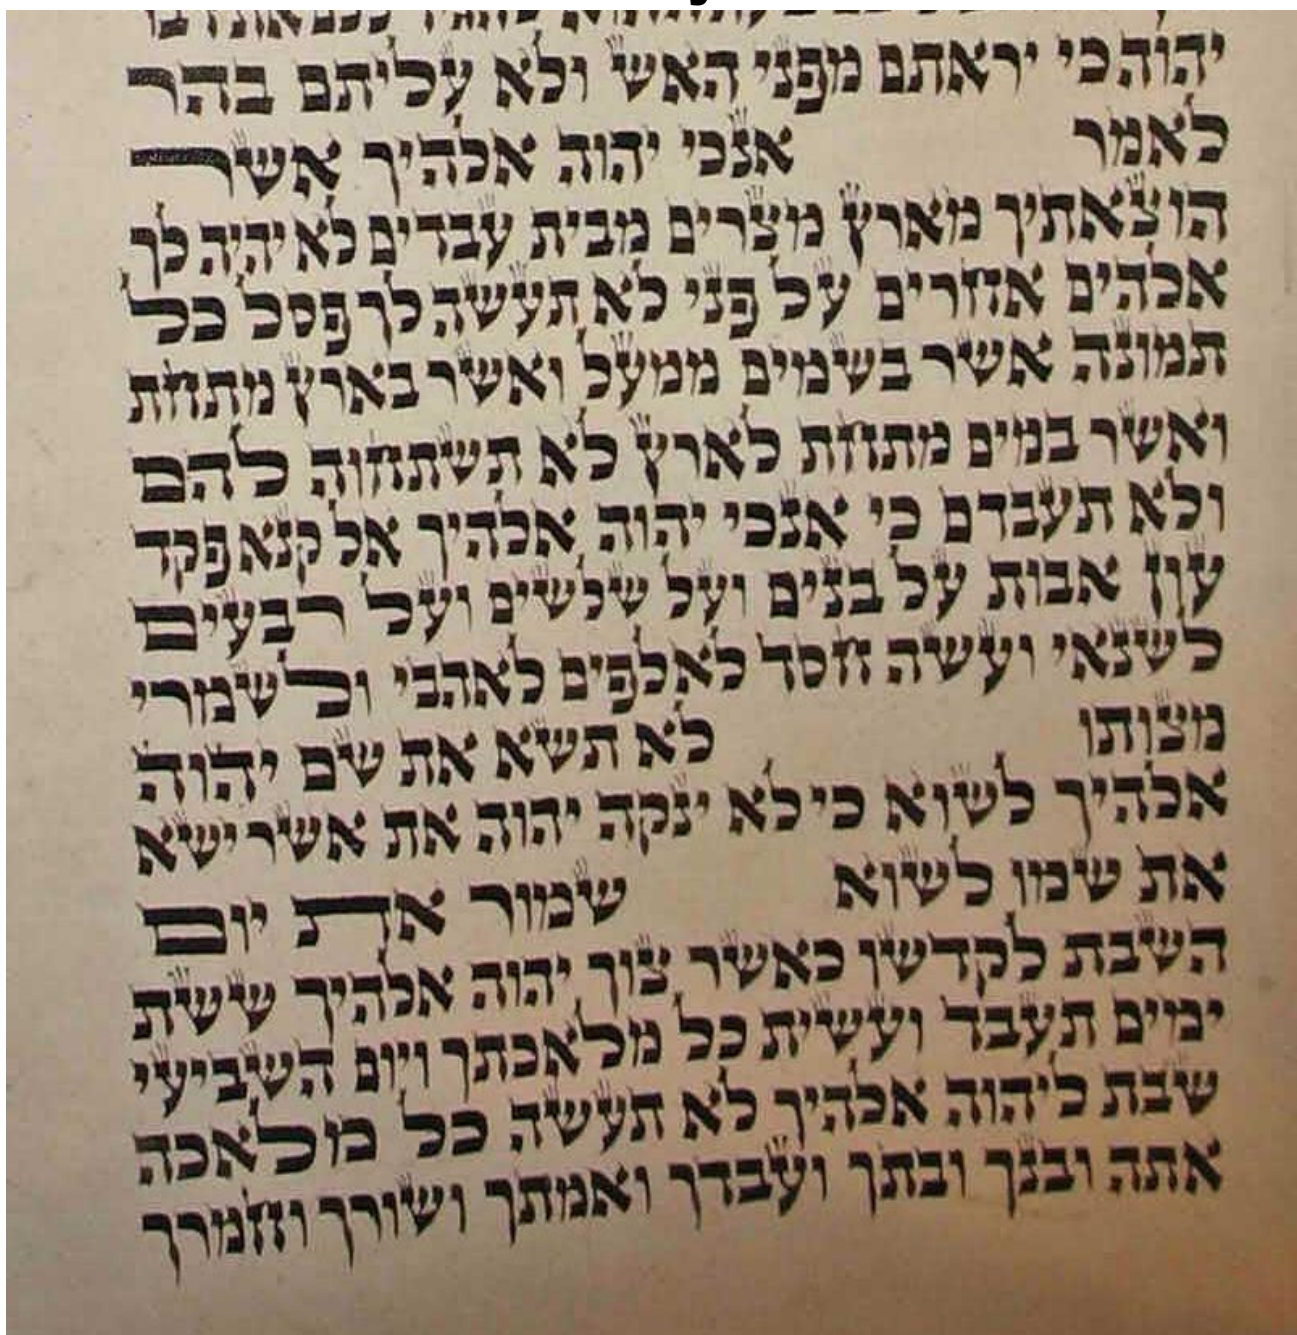 יהוה כי יראתם מפני האש ולא עליתם בהר
לאמר אנכי יהוה אלהיך אשר
הוצאתיך מארץ מצרים מבית עבדים לא יהיה לך
אלהים אחרים על פני לא תעשה לך פסל כל
תמונה אשר בשמים ממעל ואשר בארץ מתחת
ואשר במים מתחת לארץ לא תשתחוה להם
ולא תעבדם כי אנכי יהוה אלהיך אל קנא פקד
עון אבות על בנים ועל שלשים ועל רבעים
לשנאי ועשה חסד לאלפים לאהבי ולשמרי
מצותו לא תשא את שם יהוה
אלהיך לשוא כי לא ינקה יהוה את אשר ישא
את שמו לשוא שמור את יום
השבת לקדשו כאשר צוך יהוה אלהיך ששת
ימים תעבד ועשית כל מלאכתך ויום השביעי
שבת ליהוה אלהיך לא תעשה כל מלאכה
אתה ובנך ובתך ועבדך ואמתך ושורך וחמרך